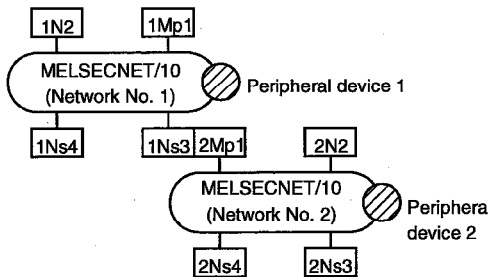 1N2 1Mp1
MELSECNET/10
(Network No. 1)
Peripheral device 1
1Ns4 1Ns3 2Mp1 2N2
MELSECNET/10
(Network No. 2)
Periphera
device 2
2Ns4 2Ns3